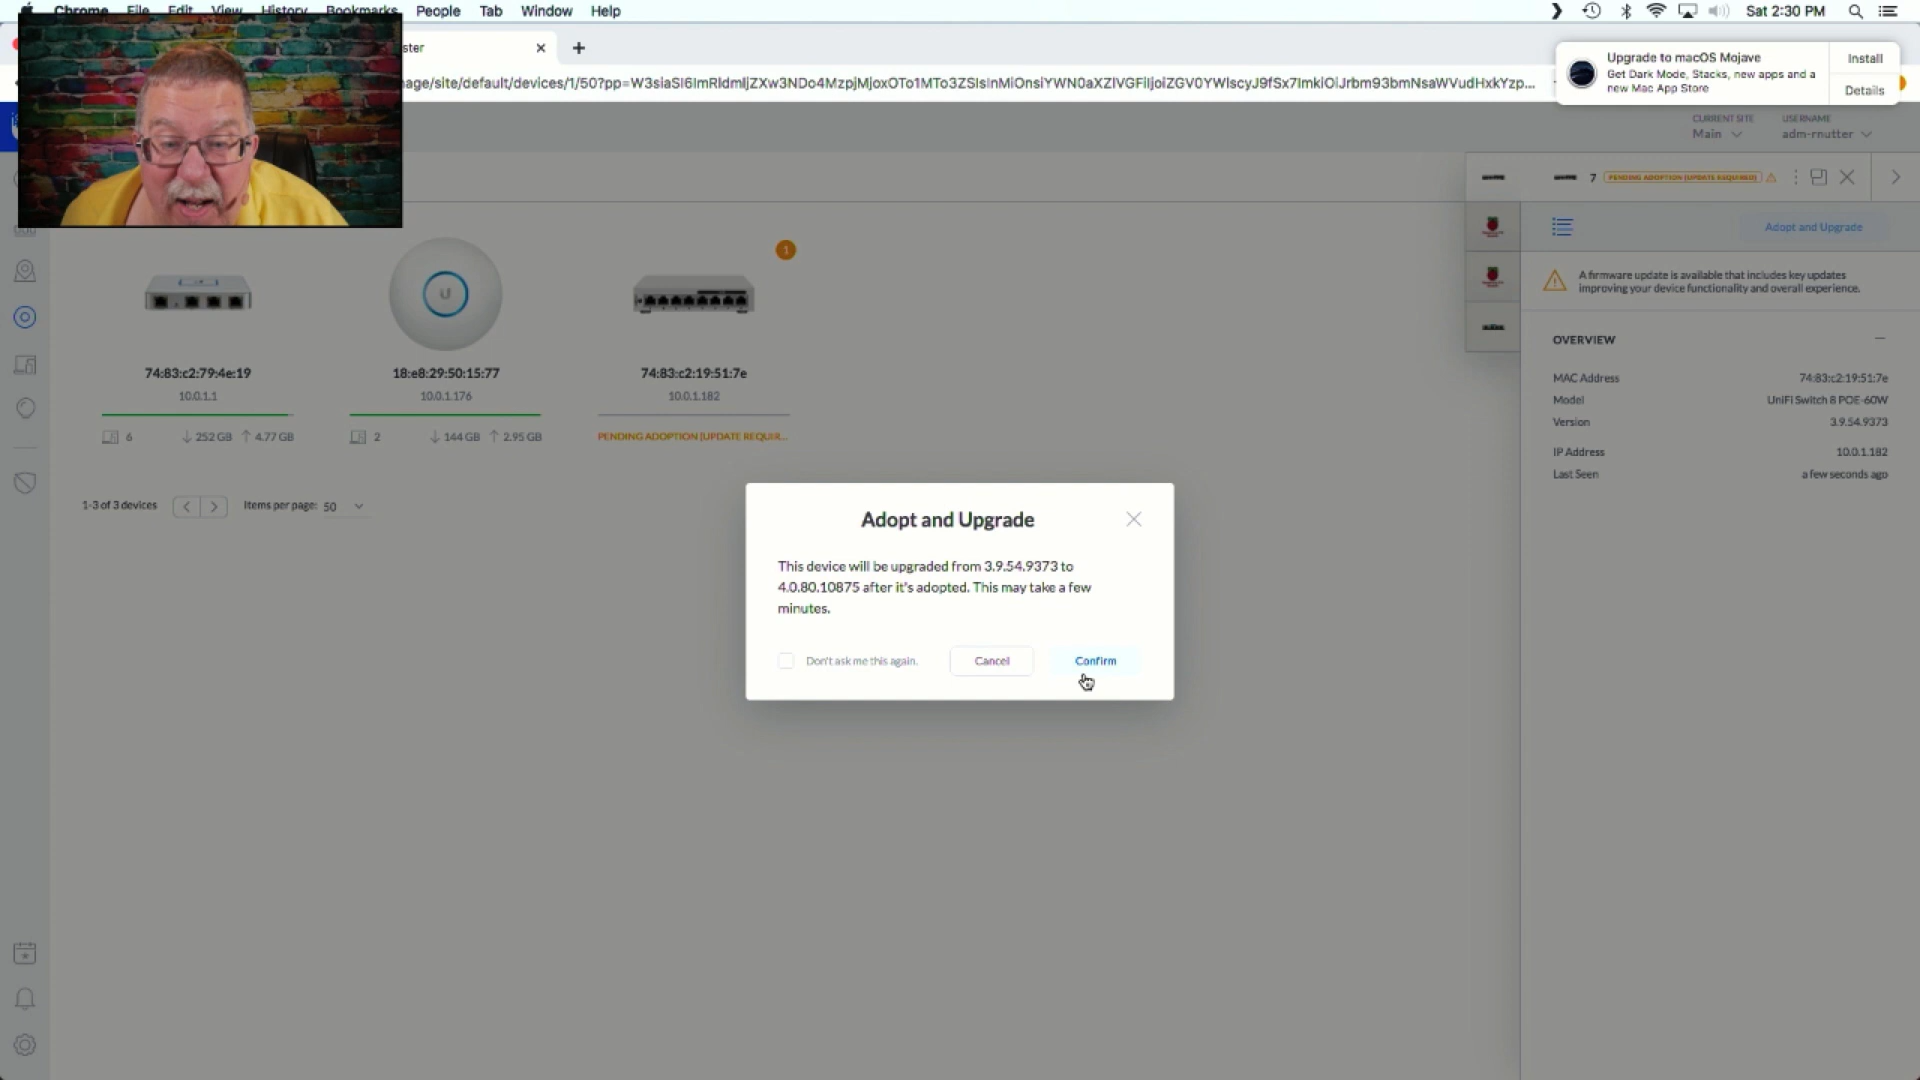 Chrome File Edit View History Bookmarks People Tab Window Help
Sat 2:30 PM
ster
Upgrade to macOS Mojave
Get Dark Mode, Stacks, new apps and a
new Mac App Store
Install
Details
CURRENT SITE
Main
USERNAME
adm-rnutter
7 PENDING ADOPTION (UPDATE REQUIRED)
Adopt and Upgrade
A firmware update is available that includes key updates
improving your device functionality and overall experience.
OVERVIEW
MAC Address 74:83:c2:19:51:7e
Model UniFi Switch 8 POE-60W
Version 3.9.54.9373
IP Address 10.0.1.182
Last Seen a few seconds ago
1
U
74:83:c2:79:4e:19
10.0.1.1
6 252 GB 4.77 GB
18:e8:29:50:15:77
10.0.1.176
2 144 GB 2.95 GB
74:83:c2:19:51:7e
10.0.1.182
PENDING ADOPTION (UPDATE REQUIR...
1-3 of 3 devices
Items per page: 50
Adopt and Upgrade
This device will be upgraded from 3.9.54.9373 to
4.0.80.10875 after it's adopted. This may take a few
minutes.
Don't ask me this again.
Cancel
Confirm